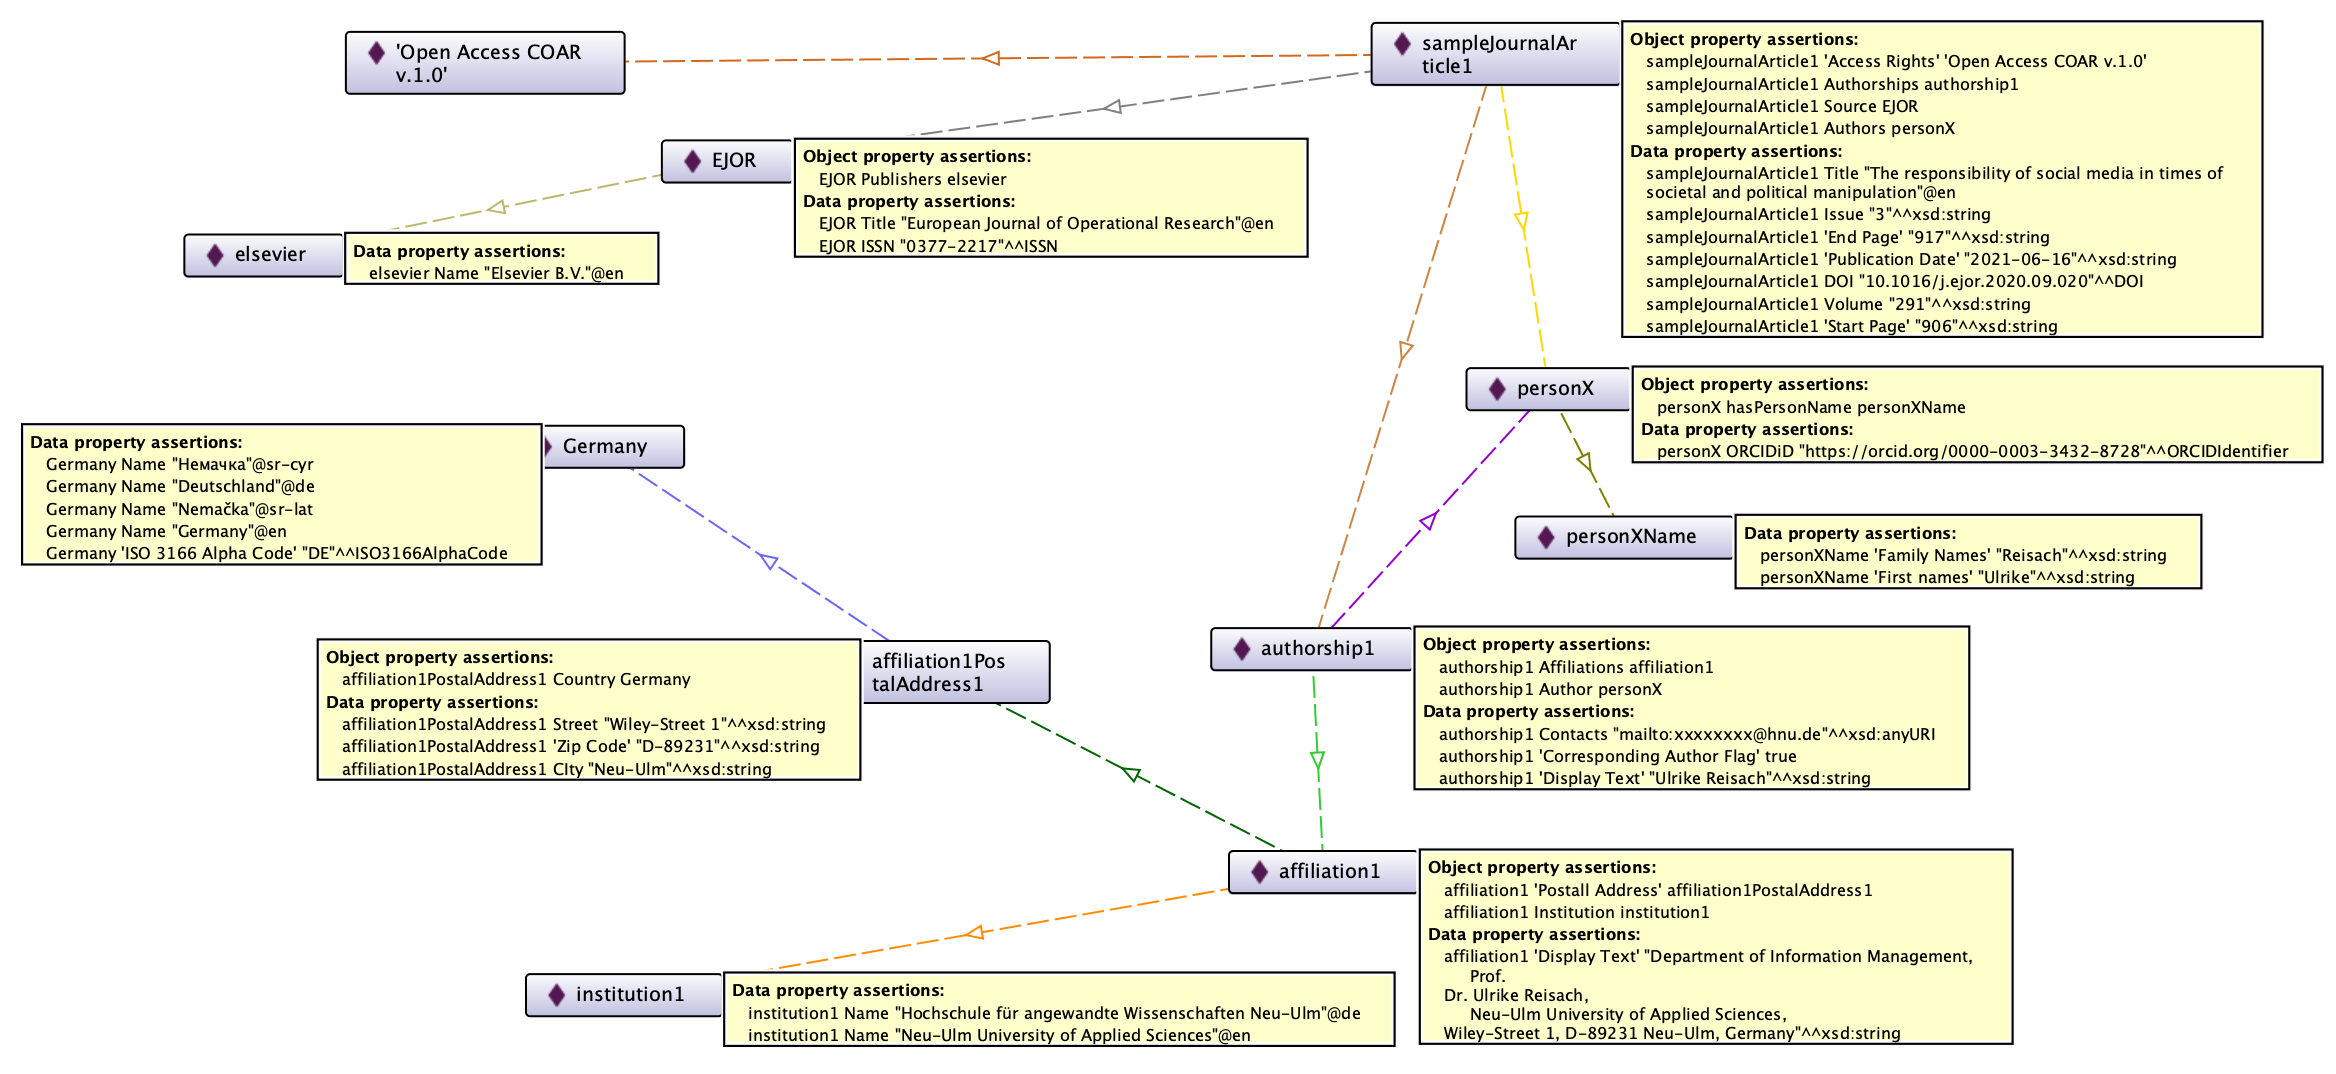 'Open Access COAR
v.1.0'
sampleJournalAr
ticle1
Object property assertions:
sampleJournalArticle1 'Access Rights' 'Open Access COAR v.1.0'
sampleJournalArticle1 Authorships authorship1
sampleJournalArticle1 Source EJOR
sampleJournalArticle1 Authors personX
Data property assertions:
sampleJournalArticle1 Title "The responsibility of social media in times of
societal and political manipulation"@en
sampleJournalArticle1 Issue "3"^^xsd:string
sampleJournalArticle1 'End Page' "917"^^xsd:string
sampleJournalArticle1 'Publication Date' "2021-06-16"^^xsd:string
sampleJournalArticle1 DOI "10.1016/j.ejor.2020.09.020"^^DOI
sampleJournalArticle1 Volume "291"^^xsd:string
sampleJournalArticle1 'Start Page' "906"^^xsd:string
EJOR
Object property assertions:
EJOR Publishers elsevier
Data property assertions:
EJOR Title "European Journal of Operational Research"@en
EJOR ISSN "0377-2217"^^ISSN
elsevier
Data property assertions:
elsevier Name "Elsevier B.V."@en
personX
Object property assertions:
personX hasPersonName personXName
Data property assertions:
personX ORCIDiD "https://orcid.org/0000-0003-3432-8728"^^ORCIDIdentifier
Data property assertions:
Germany Name "Немачка"@sr-cyr
Germany Name "Deutschland"@de
Germany Name "Nemačka"@sr-lat
Germany Name "Germany"@en
Germany 'ISO 3166 Alpha Code' "DE"^^ISO3166AlphaCode
Germany
personXName
Data property assertions:
personXName 'Family Names' "Reisach"^^xsd:string
personXName 'First names' "Ulrike"^^xsd:string
Object property assertions:
affiliation1PostalAddress1 Country Germany
Data property assertions:
affiliation1PostalAddress1 Street "Wiley-Street 1"^^xsd:string
affiliation1PostalAddress1 'Zip Code' "D-89231"^^xsd:string
affiliation1PostalAddress1 CIty "Neu-Ulm"^^xsd:string
affiliation1Pos
talAddress1
authorship1
Object property assertions:
authorship1 Affiliations affiliation1
authorship1 Author personX
Data property assertions:
authorship1 Contacts "mailto:xxxxxxxx@hnu.de"^^xsd:anyURI
authorship1 'Corresponding Author Flag' true
authorship1 'Display Text' "Ulrike Reisach"^^xsd:string
affiliation1
Object property assertions:
affiliation1 'Postall Address' affiliation1PostalAddress1
affiliation1 Institution institution1
Data property assertions:
affiliation1 'Display Text' "Department of Information Management,
Prof.
Dr. Ulrike Reisach,
Neu-Ulm University of Applied Sciences,
Wiley-Street 1, D-89231 Neu-Ulm, Germany"^^xsd:string
institution1
Data property assertions:
institution1 Name "Hochschule für angewandte Wissenschaften Neu-Ulm"@de
institution1 Name "Neu-Ulm University of Applied Sciences"@en